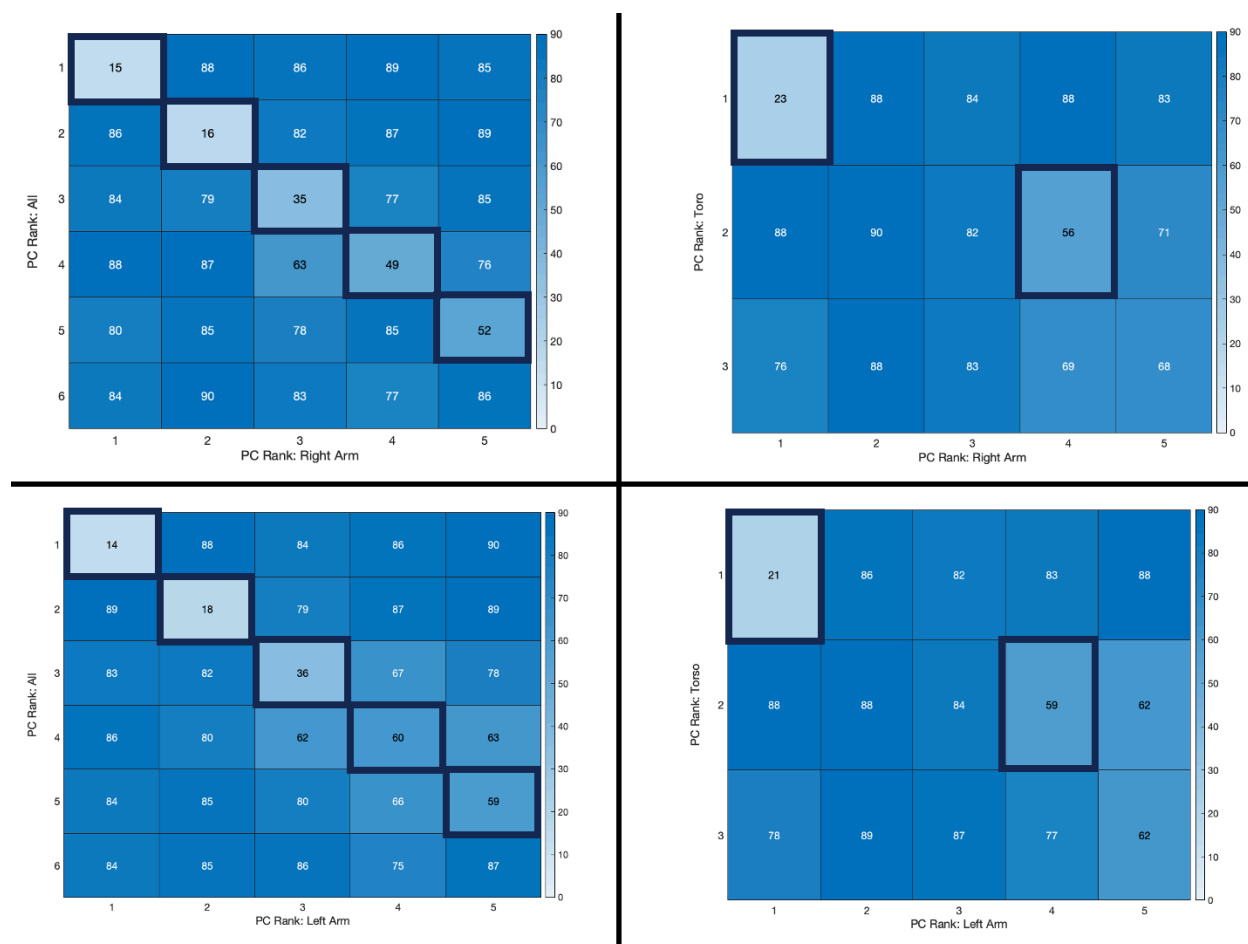 90
1 15 88 86 89 85
80
70
2 86 16 82 87 89
60
3 84 79 35 77 85
50
PC Rank: All
40
4 88 87 63 49 76
30
5 80 85 78 85 52
20
10
6 84 90 83 77 86
0
1 2 3 4 5
PC Rank: Right Arm
90
80
1 23 88 84 88 83
70
60
50
PC Rank: Toro
2 88 90 82 56 71
40
30
20
3 76 88 83 69 68
10
0
1 2 3 4 5
PC Rank: Right Arm
90
1 14 88 84 86 90
80
70
2 89 18 79 87 89
60
3 83 82 36 67 78
50
PC Rank: All
40
4 86 80 62 60 63
30
5 84 85 80 66 59
20
10
6 84 85 86 75 87
0
1 2 3 4 5
PC Rank: Left Arm
90
80
1 21 86 82 83 88
70
60
50
PC Rank: Torso
2 88 88 84 59 62
40
30
20
3 78 89 87 77 62
10
0
1 2 3 4 5
PC Rank: Left Arm